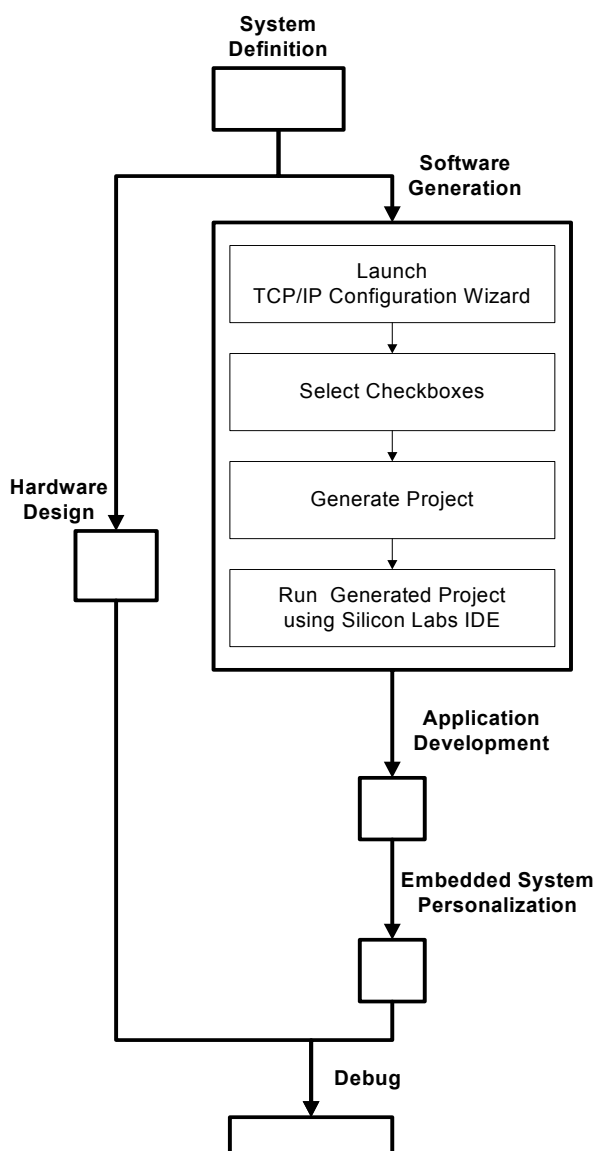 System
Definition
Software
Generation
Launch
TCP/IP Configuration Wizard
Select Checkboxes
Generate Project
Run Generated Project
using Silicon Labs IDE
Hardware
Design
Application
Development
Embedded System
Personalization
Debug